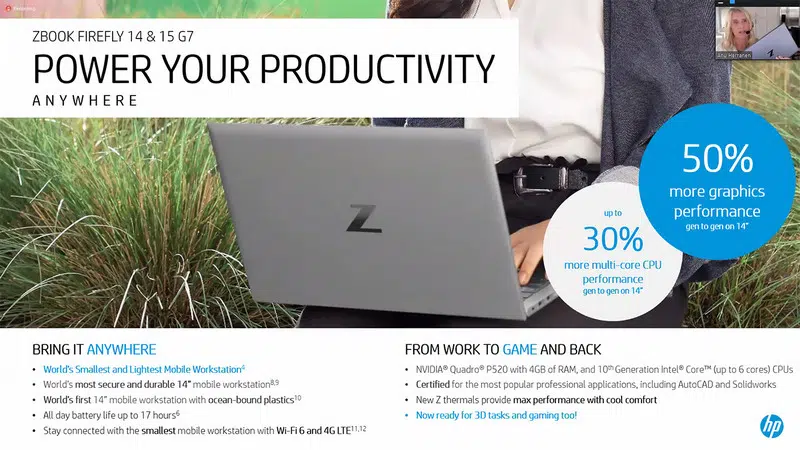 ZBOOK FIREFLY 14 & 15 G7
POWER YOUR PRODUCTIVITY
ANYWHERE
Z
50%
more graphics
performance
gen to gen on 14"
up to
30%
more multi-core CPU
performance
gen to gen on 14"
BRING IT ANYWHERE
• World's Smallest and Lightest Mobile Workstation⁴
• World's most secure and durable 14" mobile workstation⁸,⁹
• World's first 14" mobile workstation with ocean-bound plastics¹⁰
• All day battery life up to 17 hours⁶
• Stay connected with the smallest mobile workstation with Wi-Fi 6 and 4G LTE¹¹,¹²
FROM WORK TO GAME AND BACK
• NVIDIA® Quadro® P520 with 4GB of RAM, and 10th Generation Intel® Core™ (up to 6 cores) CPUs
• Certified for the most popular professional applications, including AutoCAD and Solidworks
• New Z thermals provide max performance with cool comfort
• Now ready for 3D tasks and gaming too!
hp